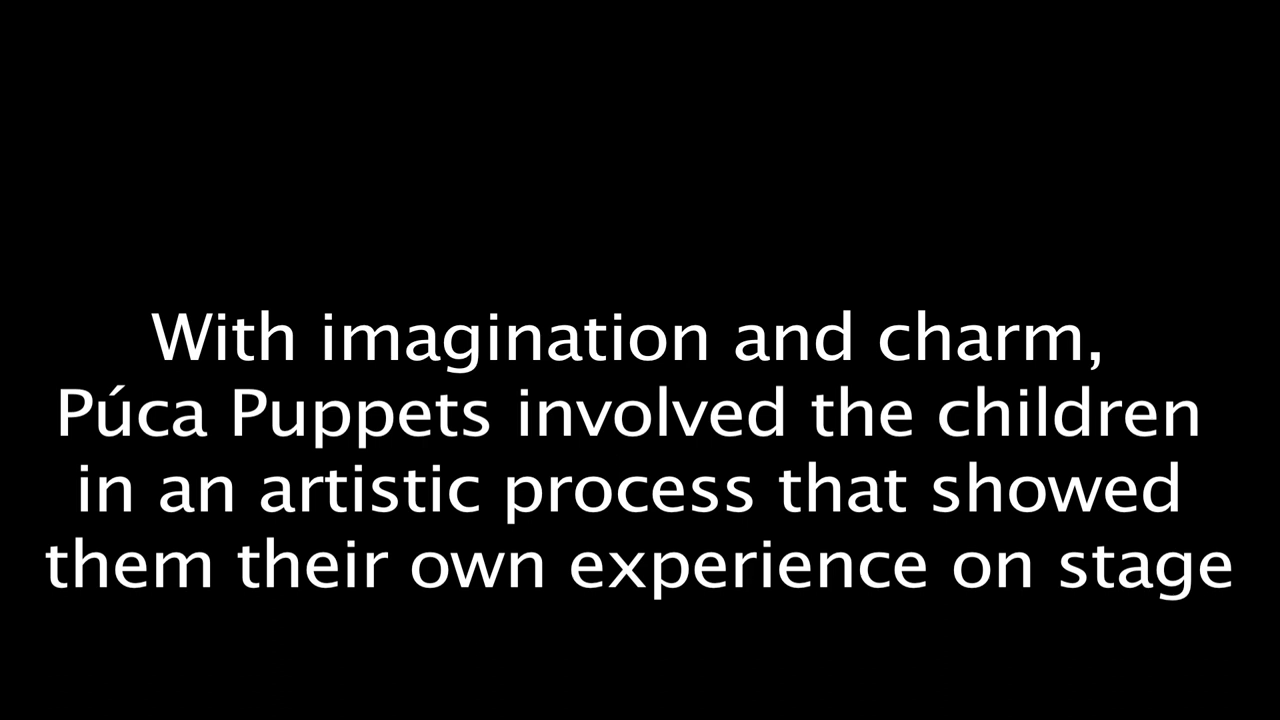 With imagination and charm,
Púca Puppets involved the children
in an artistic process that showed
them their own experience on stage